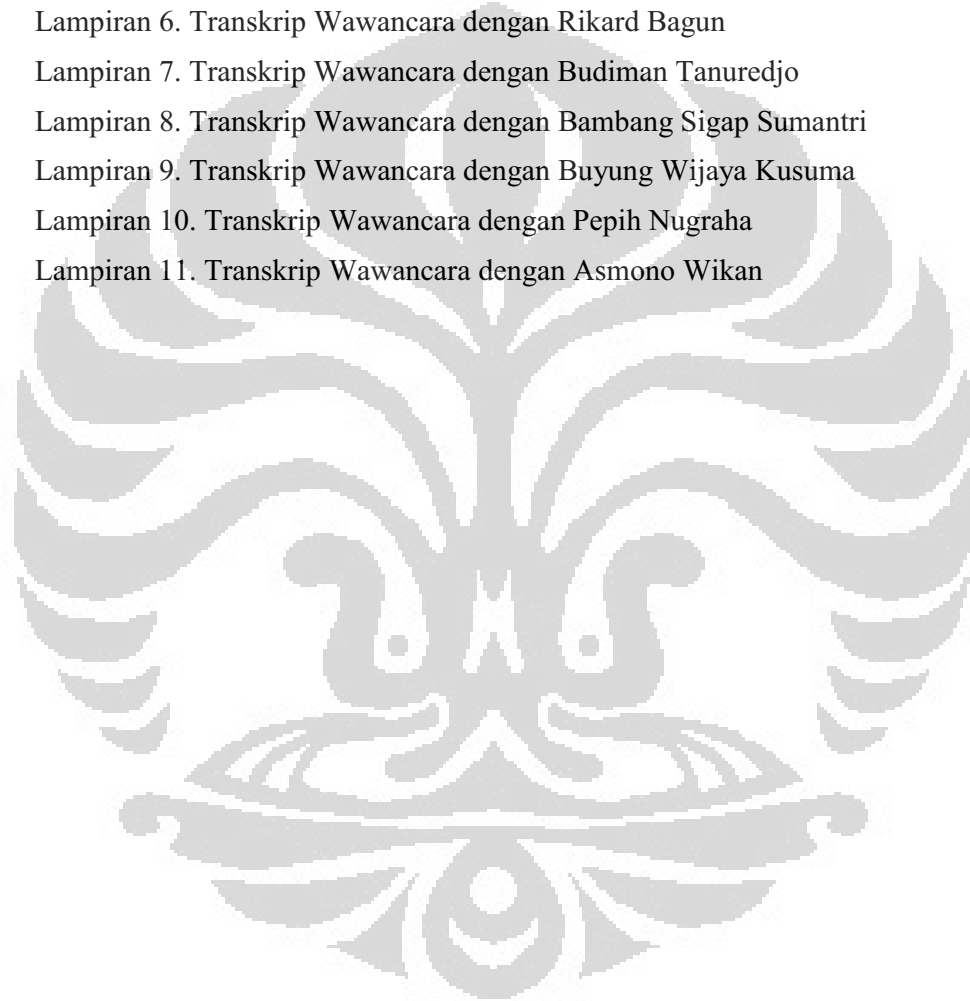 Lampiran 6. Transkrip Wawancara dengan Rikard Bagun
Lampiran 7. Transkrip Wawancara dengan Budiman Tanuredjo
Lampiran 8. Transkrip Wawancara dengan Bambang Sigap Sumantri
Lampiran 9. Transkrip Wawancara dengan Buyung Wijaya Kusuma
Lampiran 10. Transkrip Wawancara dengan Pepih Nugraha
Lampiran 11. Transkrip Wawancara dengan Asmono Wikan